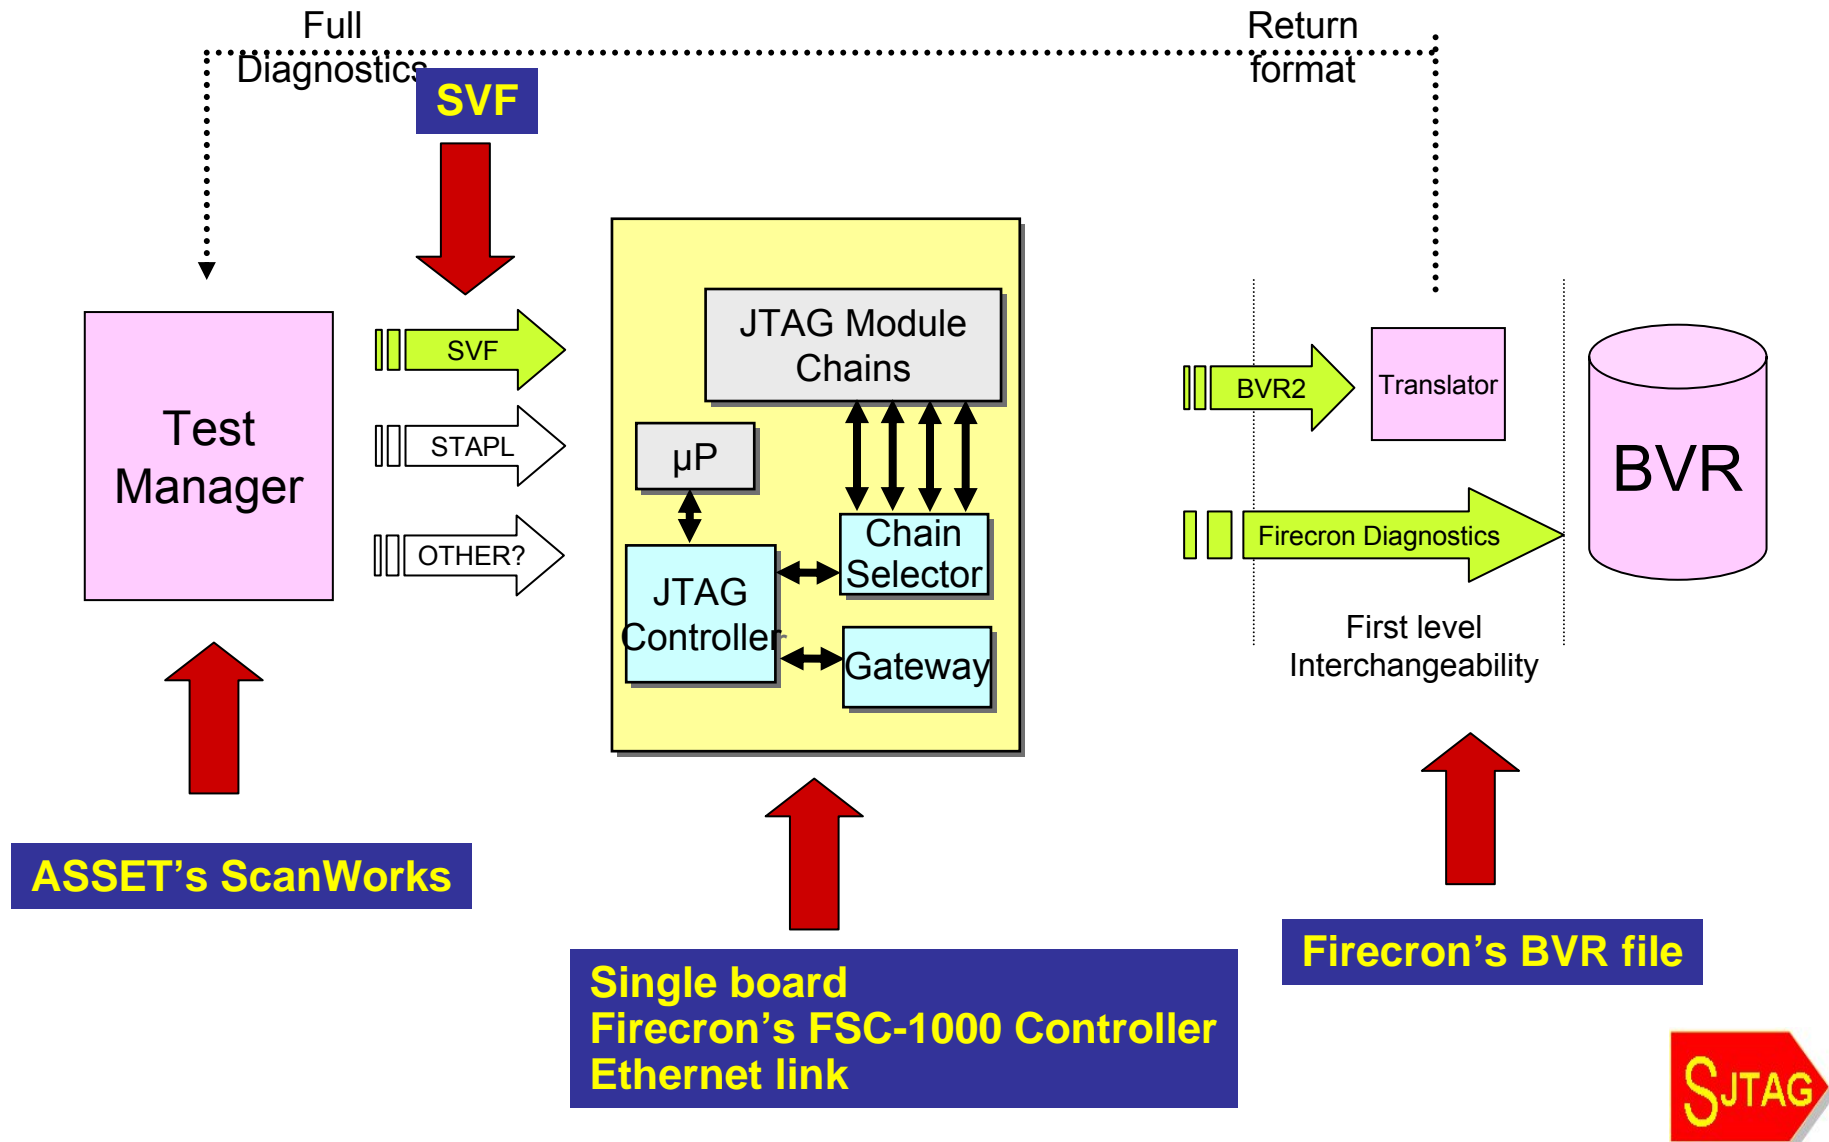 Full
Diagnostics
Return
format
SVF
SVF
STAPL
OTHER?
Test
Manager
JTAG Module
Chains
µP
Chain
Selector
JTAG
Controller
Gateway
BVR2
Translator
BVR
Firecron Diagnostics
First level
Interchangeability
ASSET’s ScanWorks
Single board
Firecron’s FSC-1000 Controller
Ethernet link
Firecron’s BVR file
SJTAG